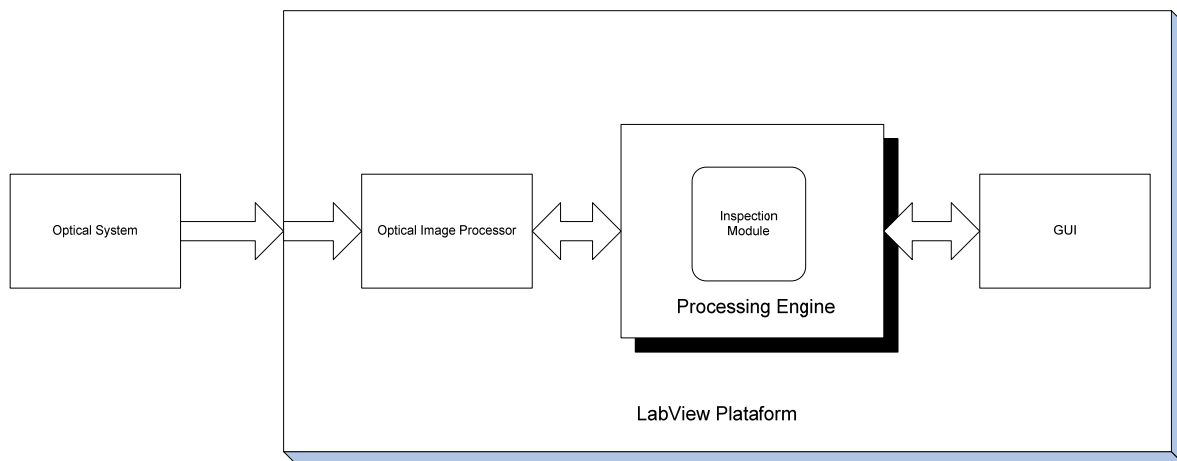 Optical System
Optical Image Processor
Inspection
Module
Processing Engine
GUI
LabView Plataform